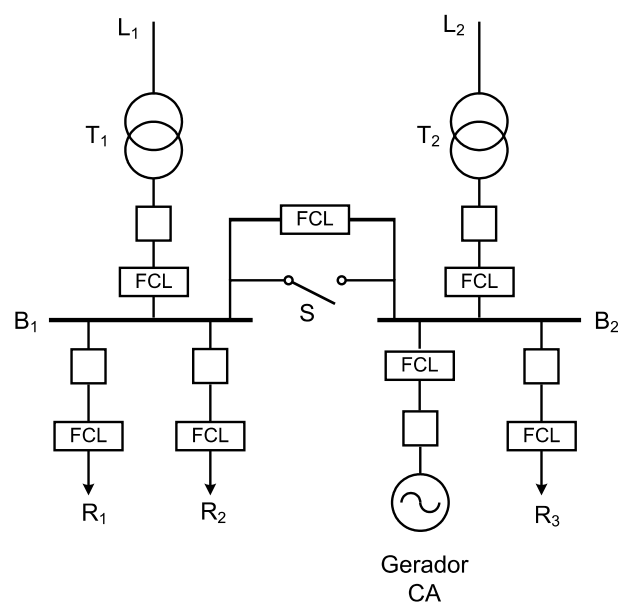 L1 L2
T1 T2
FCL
FCL FCL
S
B1 B2
FCL
FCL FCL FCL
R1 R2 R3
Gerador
CA